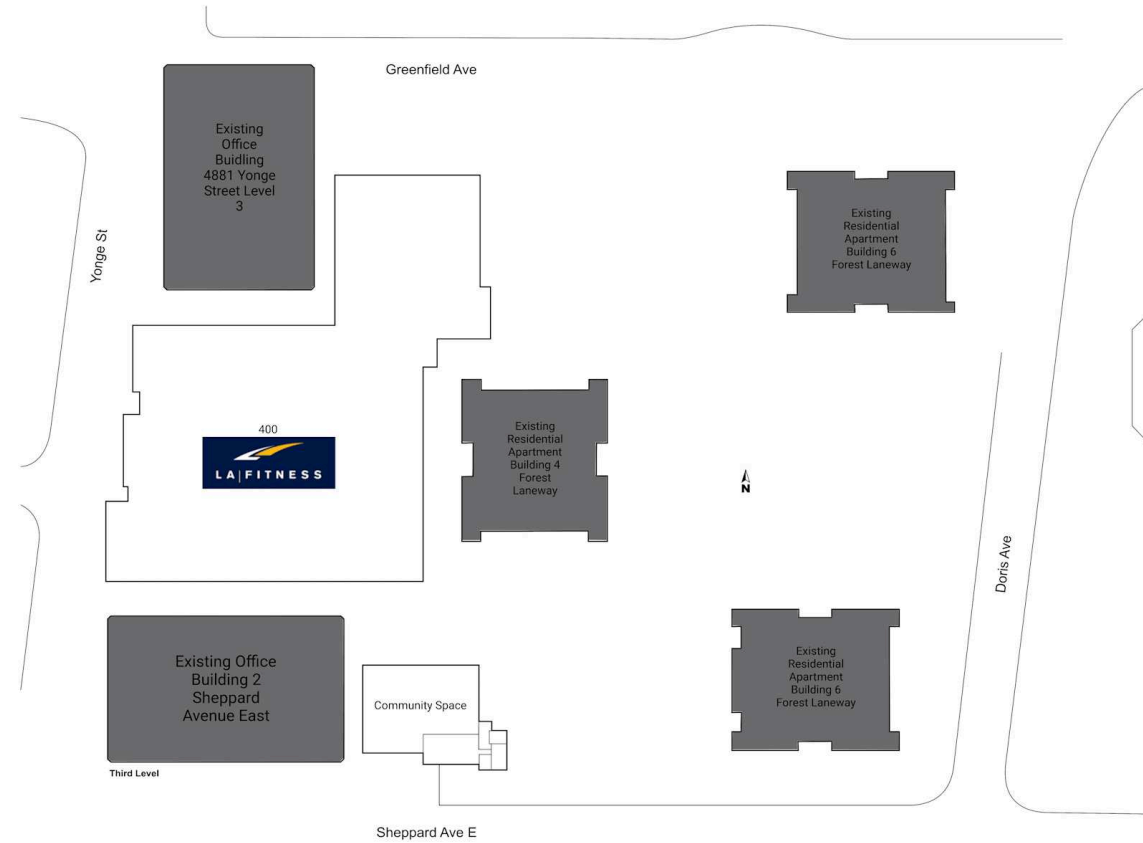 Greenfield Ave
Existing
Office
Buidling
4881 Yonge
Street Level
3
Yonge St
Existing
Residential
Apartment
Building 6
Forest Laneway
400
LA|FITNESS
Existing
Residential
Apartment
Building 4
Forest
Laneway
N
Doris Ave
Existing Office
Building 2
Sheppard
Avenue East
Third Level
Community Space
Existing
Residential
Apartment
Building 6
Forest Laneway
Sheppard Ave E